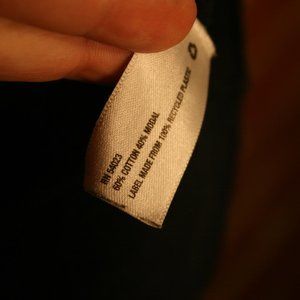 RN 54023
60% COTTON 40% MODAL
LABEL MADE FROM 100% RECYCLED PLASTIC